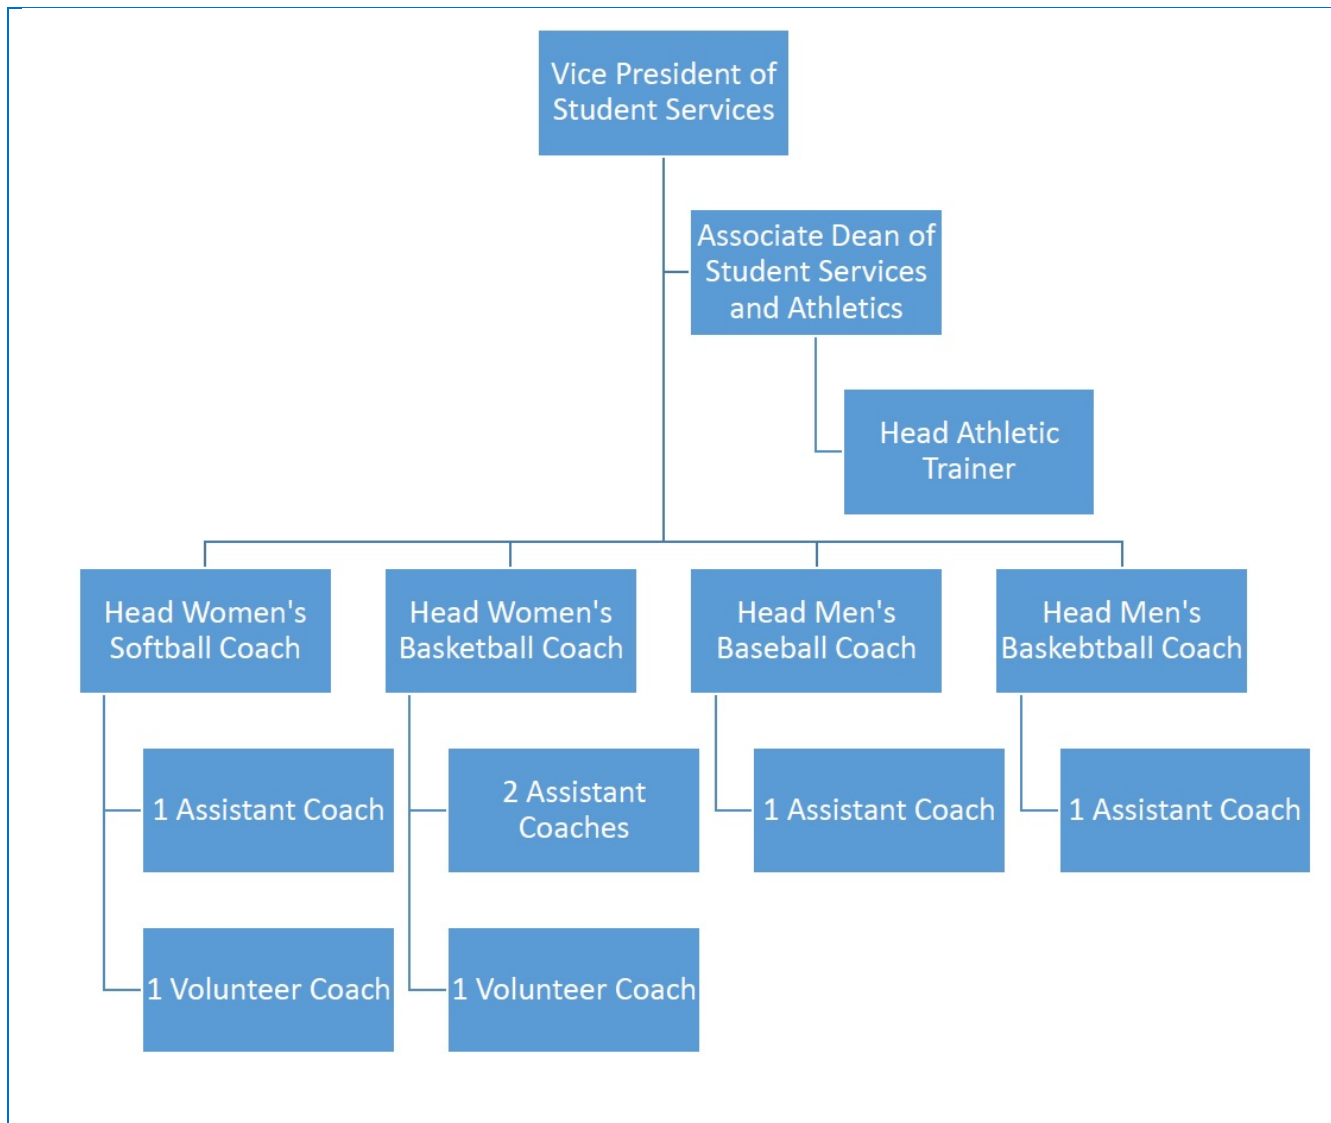 Vice President of
Student Services
Associate Dean of
Student Services
and Athletics
Head Athletic
Trainer
Head Women's
Softball Coach
Head Women's
Basketball Coach
Head Men's
Baseball Coach
Head Men's
Baskebtball Coach
1 Assistant Coach
2 Assistant
Coaches
1 Assistant Coach
1 Assistant Coach
1 Volunteer Coach
1 Volunteer Coach